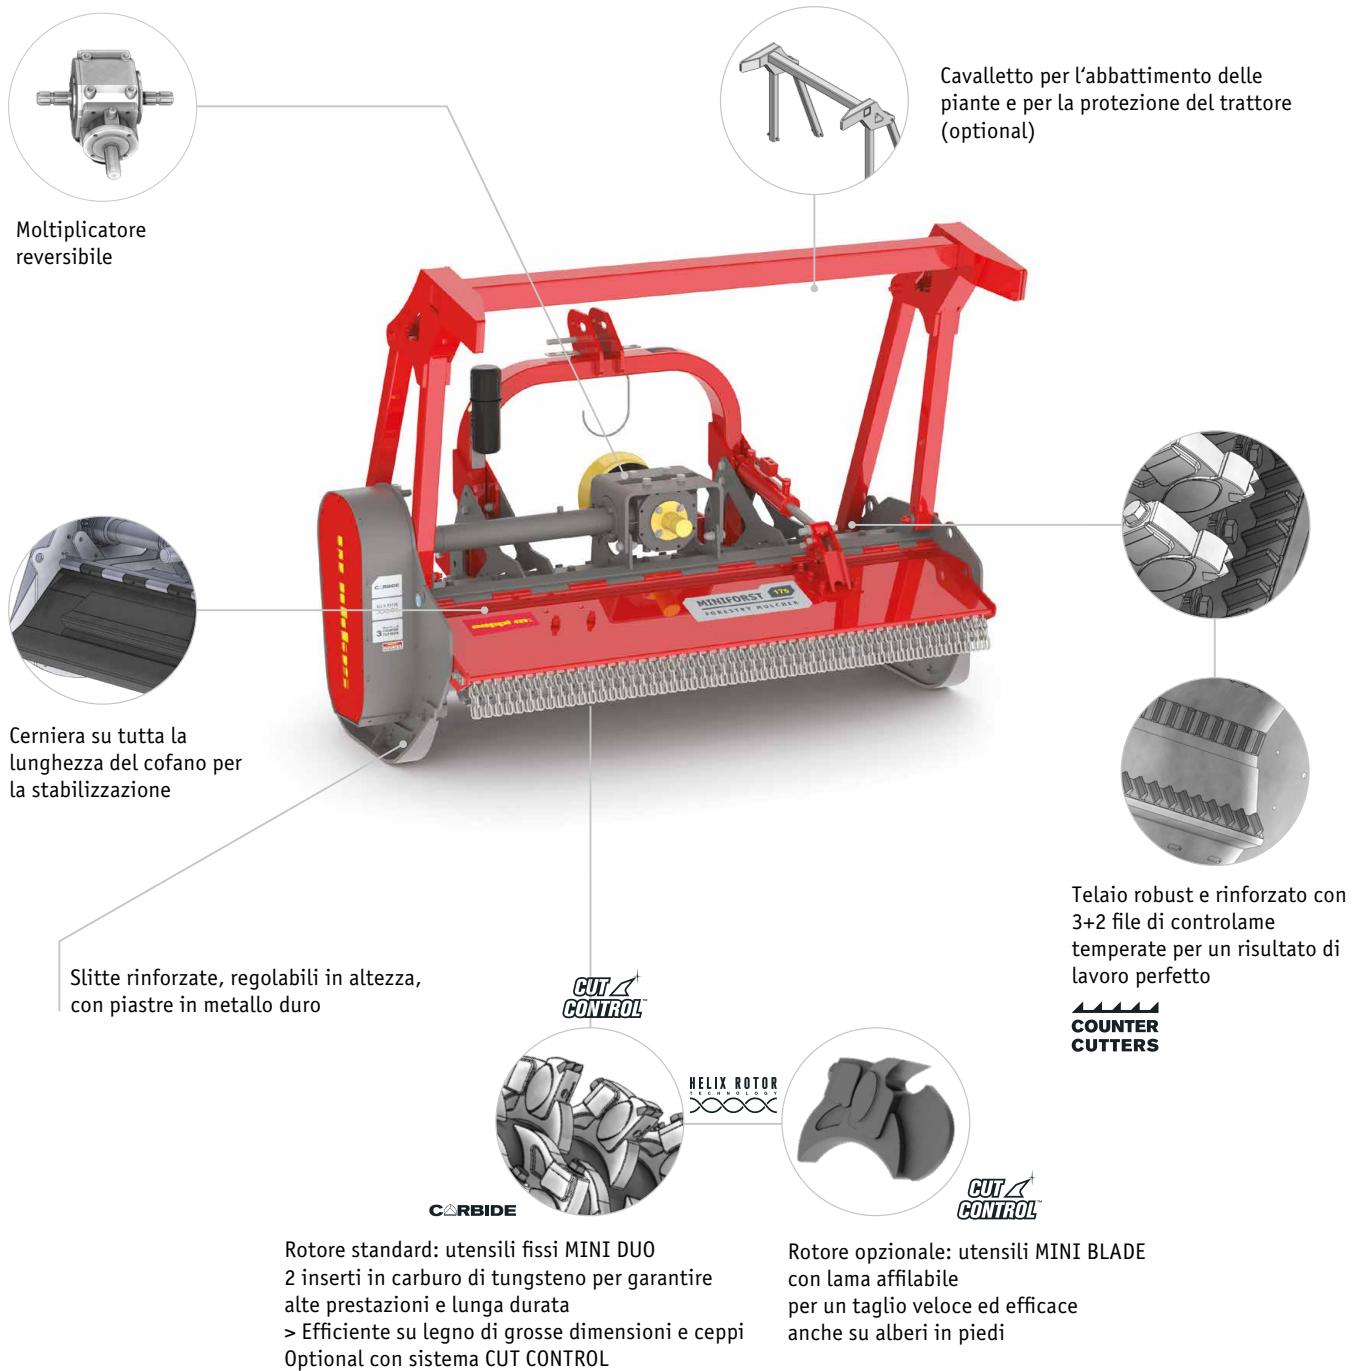 Cavalletto per l‘abbattimento delle
piante e per la protezione del trattore
(optional)
Moltiplicatore
reversibile
CARBIDE
3
MINIFORST 175
FORESTRY MULCHER
Cerniera su tutta la
lunghezza del cofano per
la stabilizzazione
Telaio robust e rinforzato con
3+2 file di controlame
temperate per un risultato di
lavoro perfetto
COUNTER
CUTTERS
Slitte rinforzate, regolabili in altezza,
con piastre in metallo duro
CUT
CONTROL™
HELIX ROTOR
TECHNOLOGY
CARBIDE
CUT
CONTROL™
Rotore standard: utensili fissi MINI DUO
2 inserti in carburo di tungsteno per garantire
alte prestazioni e lunga durata
> Efficiente su legno di grosse dimensioni e ceppi
Optional con sistema CUT CONTROL
Rotore opzionale: utensili MINI BLADE
con lama affilabile
per un taglio veloce ed efficace
anche su alberi in piedi